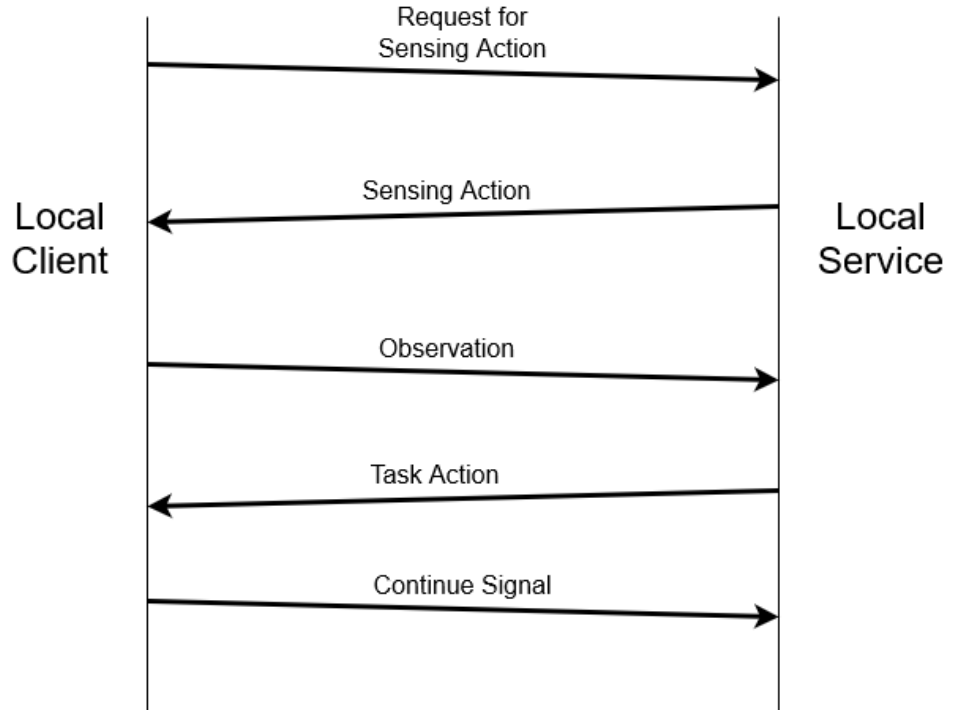 Request for
Sensing Action
Sensing Action
Local
Client
Local
Service
Observation
Task Action
Continue Signal